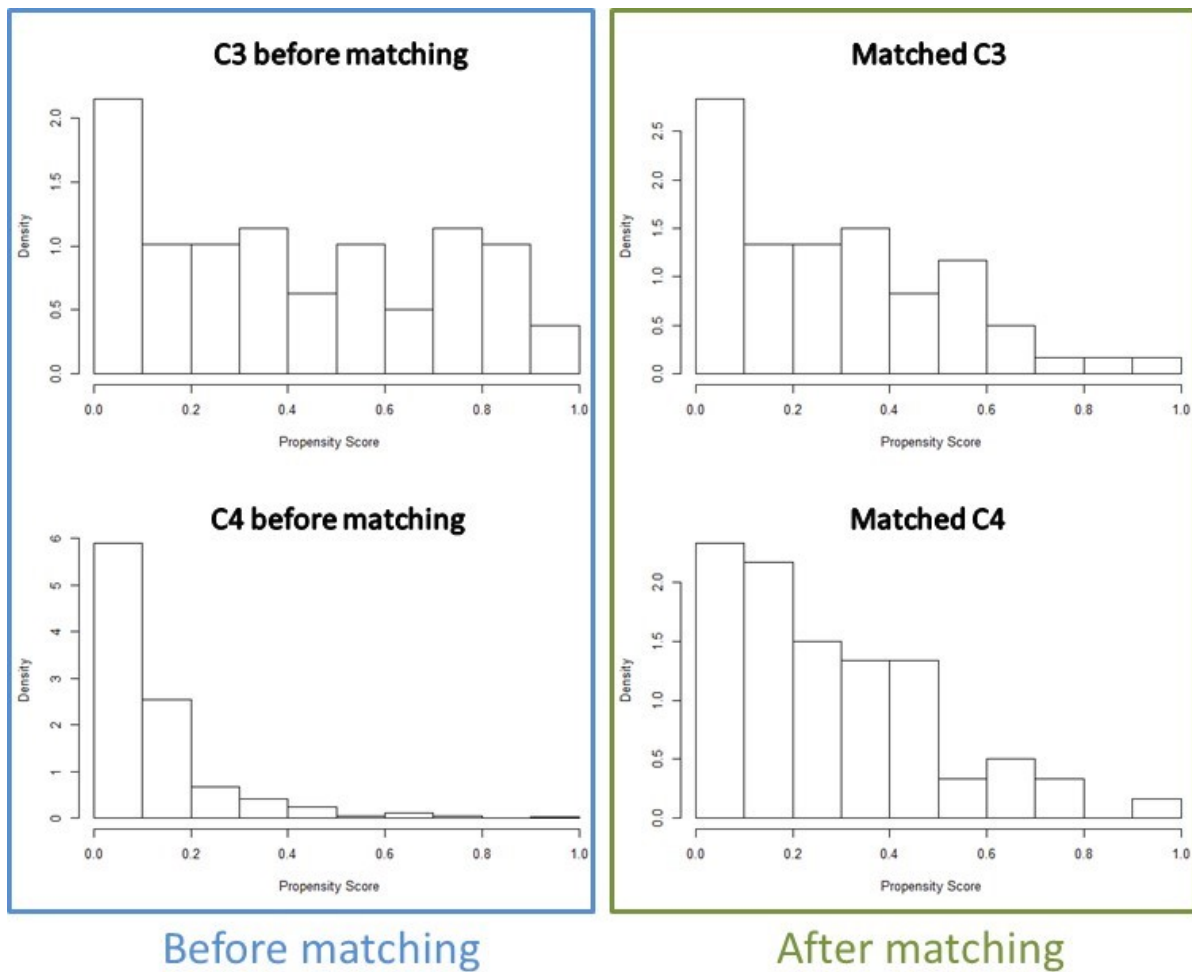 C3 before matching
Density
0.0 0.5 1.0 1.5 2.0
0.0 0.2 0.4 0.6 0.8 1.0
Propensity Score
C4 before matching
Density
0 1 2 3 4 5 6
0.0 0.2 0.4 0.6 0.8 1.0
Propensity Score
Before matching
Matched C3
Density
0.0 0.5 1.0 1.5 2.0 2.5
0.0 0.2 0.4 0.6 0.8 1.0
Propensity Score
Matched C4
Density
0.0 0.5 1.0 1.5 2.0
0.0 0.2 0.4 0.6 0.8 1.0
Propensity Score
After matching